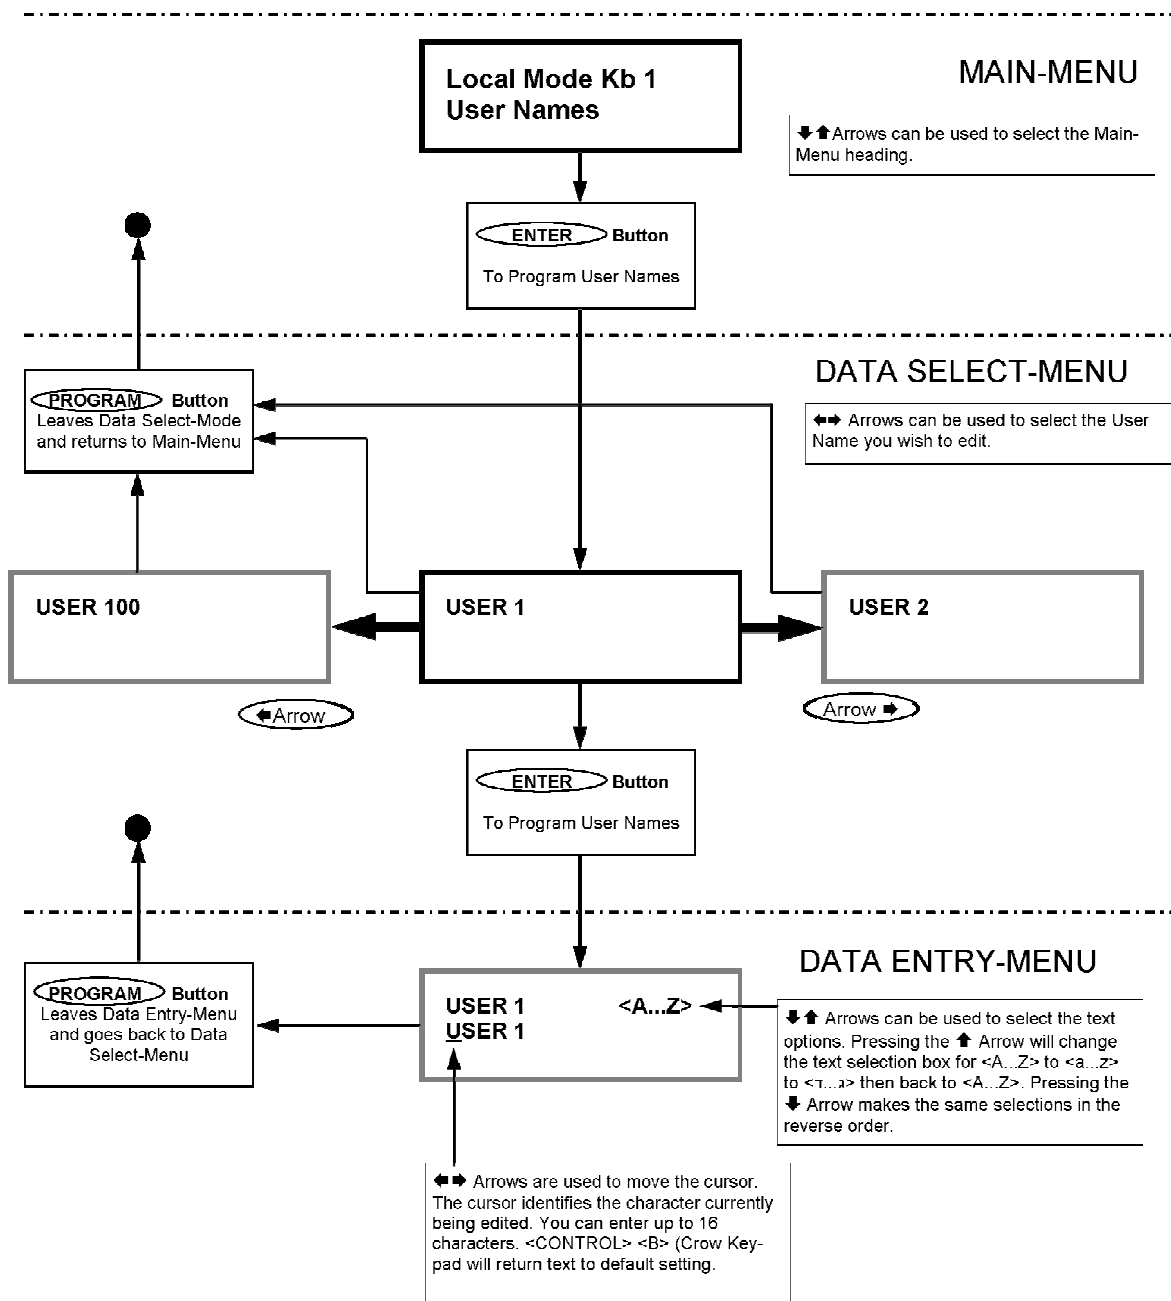 Local Mode Kb 1
User Names
MAIN-MENU
⬇⬆Arrows can be used to select the Main-
Menu heading.
ENTER Button
To Program User Names
DATA SELECT-MENU
PROGRAM Button
Leaves Data Select-Mode
and returns to Main-Menu
⬅➡ Arrows can be used to select the User
Name you wish to edit.
USER 100
USER 1
USER 2
⬅Arrow
Arrow ➡
ENTER Button
To Program User Names
DATA ENTRY-MENU
PROGRAM Button
Leaves Data Entry-Menu
and goes back to Data
Select-Menu
USER 1 <A...Z>
USER 1
⬇⬆ Arrows can be used to select the text
options. Pressing the ⬆ Arrow will change
the text selection box for <A...Z> to <a...z>
to <ג...ד> then back to <A...Z>. Pressing the
⬇ Arrow makes the same selections in the
reverse order.
⬅➡ Arrows are used to move the cursor.
The cursor identifies the character currently
being edited. You can enter up to 16
characters. <CONTROL> <B> (Crow Key-
pad will return text to default setting.